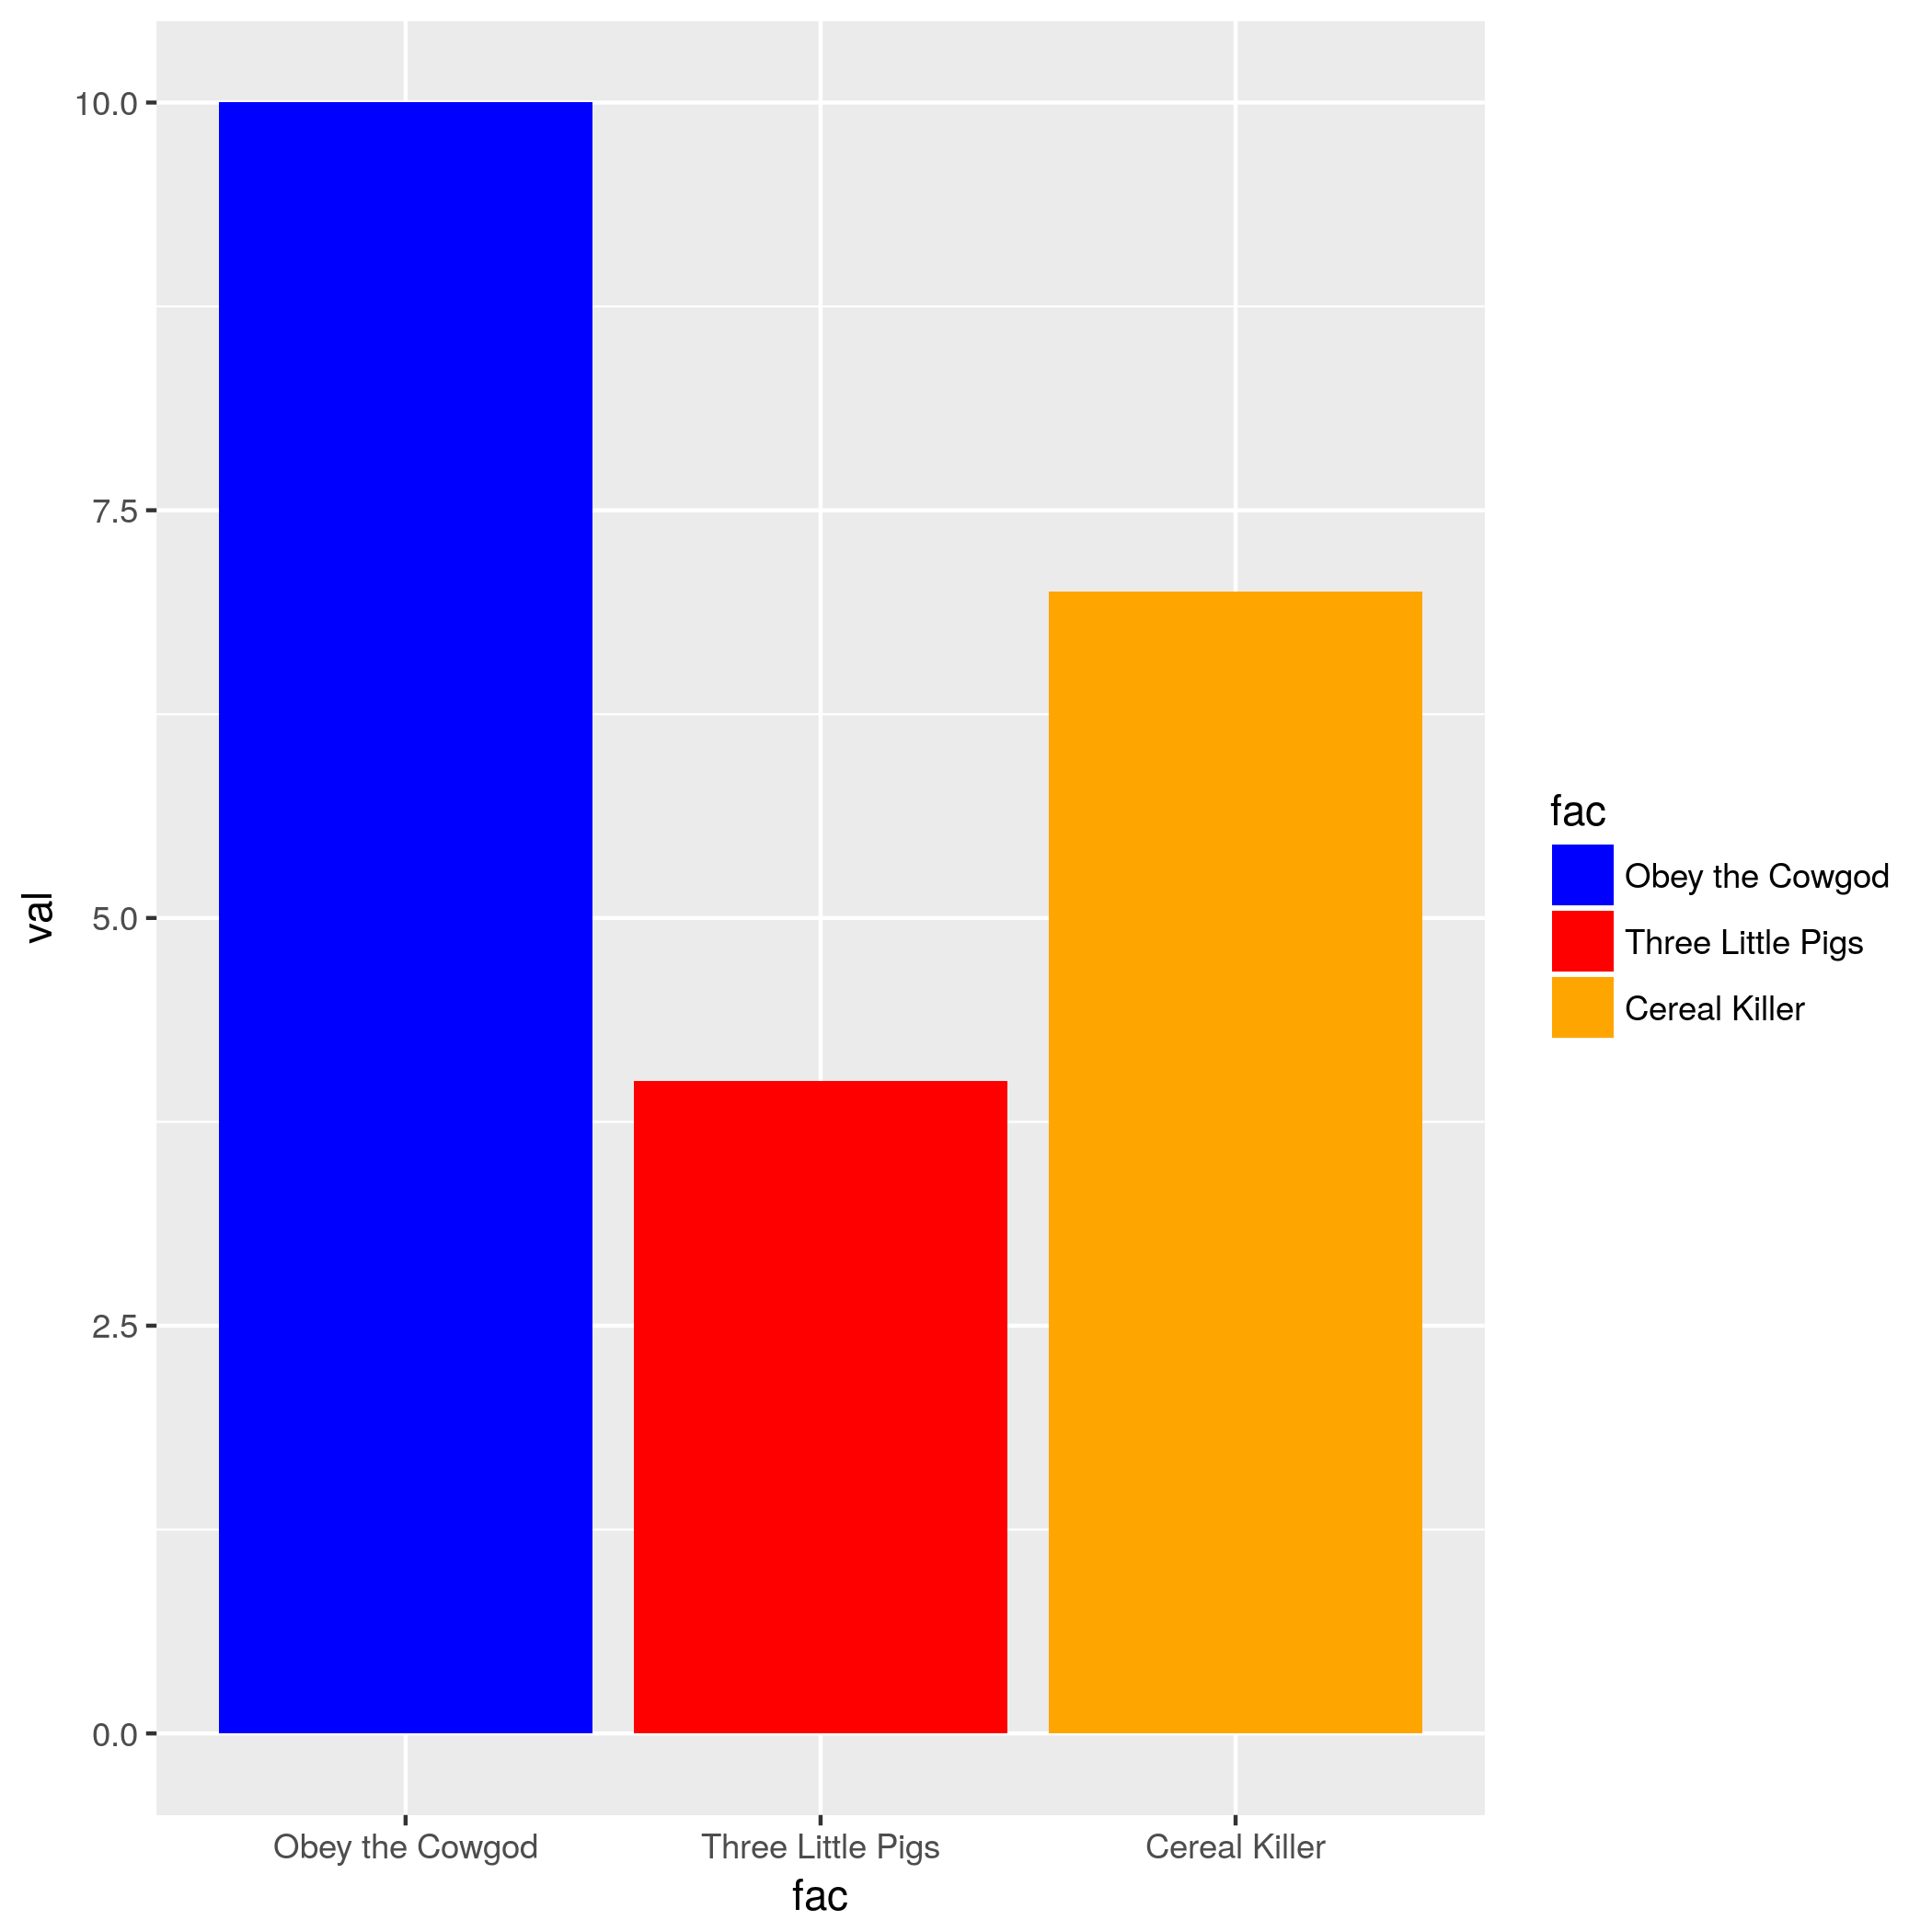 10.0
7.5
5.0
2.5
0.0
val
Obey the Cowgod
Three Little Pigs
Cereal Killer
fac
fac
Obey the Cowgod
Three Little Pigs
Cereal Killer